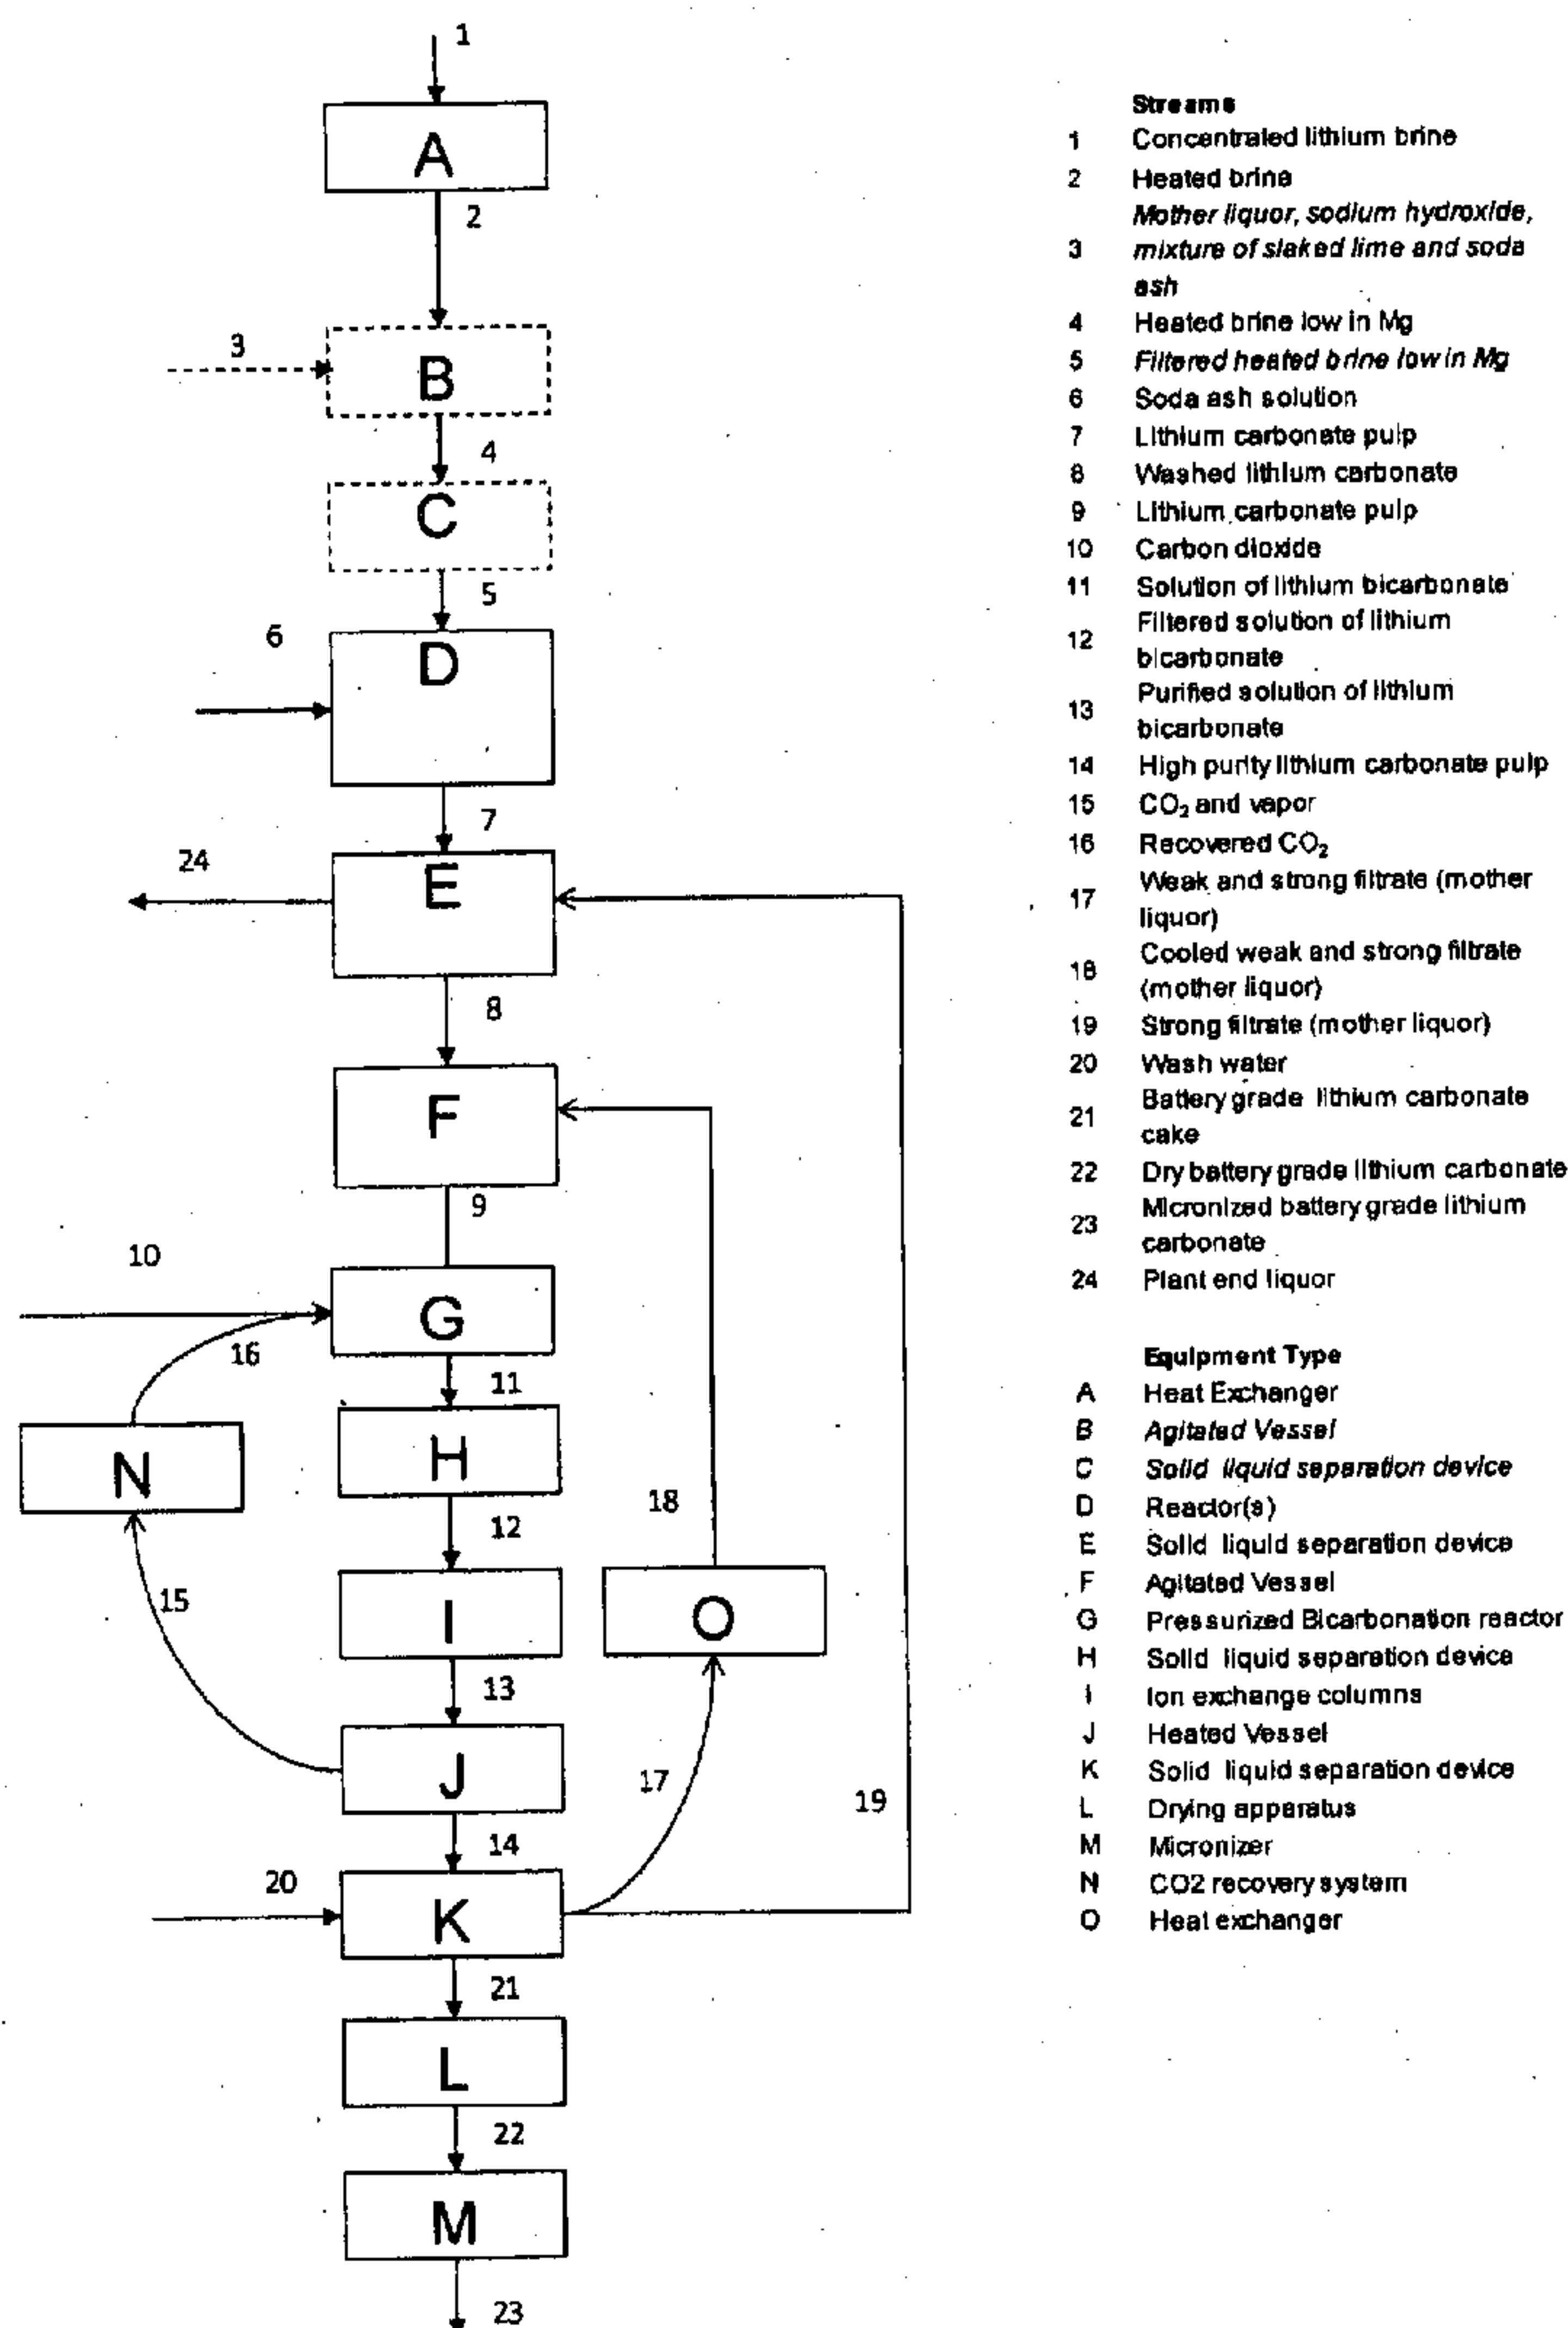 1
A
2
3
B
4
C
5
6
D
7
24
E
8
F
9
10
G
16
11
N
H
18
12
15
I
O
13
J
17
19
14
20
K
21
L
22
M
23
Streams
1 Concentraled lithium brine
2 Heated brine
Mother liquor, sodium hydroxide,
3 mixture of slaked lime and soda
ash
4 Heated brine low in Mg
5 Filtered heated brine low in Mg
6 Soda ash solution
7 Lithium carbonate pulp
8 Washed lithium carbonate
9 Lithium carbonate pulp
10 Carbon dioxide
11 Solution of lithium bicarbonate
Filtered solution of lithium
12
bicarbonate
Purified solution of lithium
13
bicarbonate
14 High purity lithium carbonate pulp
15 CO₂ and vapor
16 Recovered CO₂
Weak and strong filtrate (mother
17
liquor)
Cooled weak and strong filtrate
18
(mother liquor)
19 Strong filtrate (mother liquor)
20 Wash water
Battery grade lithium carbonate
21
cake
22 Dry battery grade lithium carbonate
Micronized battery grade lithium
23
carbonate
24 Plant end liquor
Equipment Type
A Heat Exchanger
B Agitated Vessel
C Solid liquid separation device
D Reactor(s)
E Solid liquid separation device
F Agitated Vessel
G Pressurized Bicarbonation reactor
H Solid liquid separation device
I Ion exchange columns
J Heated Vessel
K Solid liquid separation device
L Drying apparatus
M Micronizer
N CO2 recovery system
O Heat exchanger